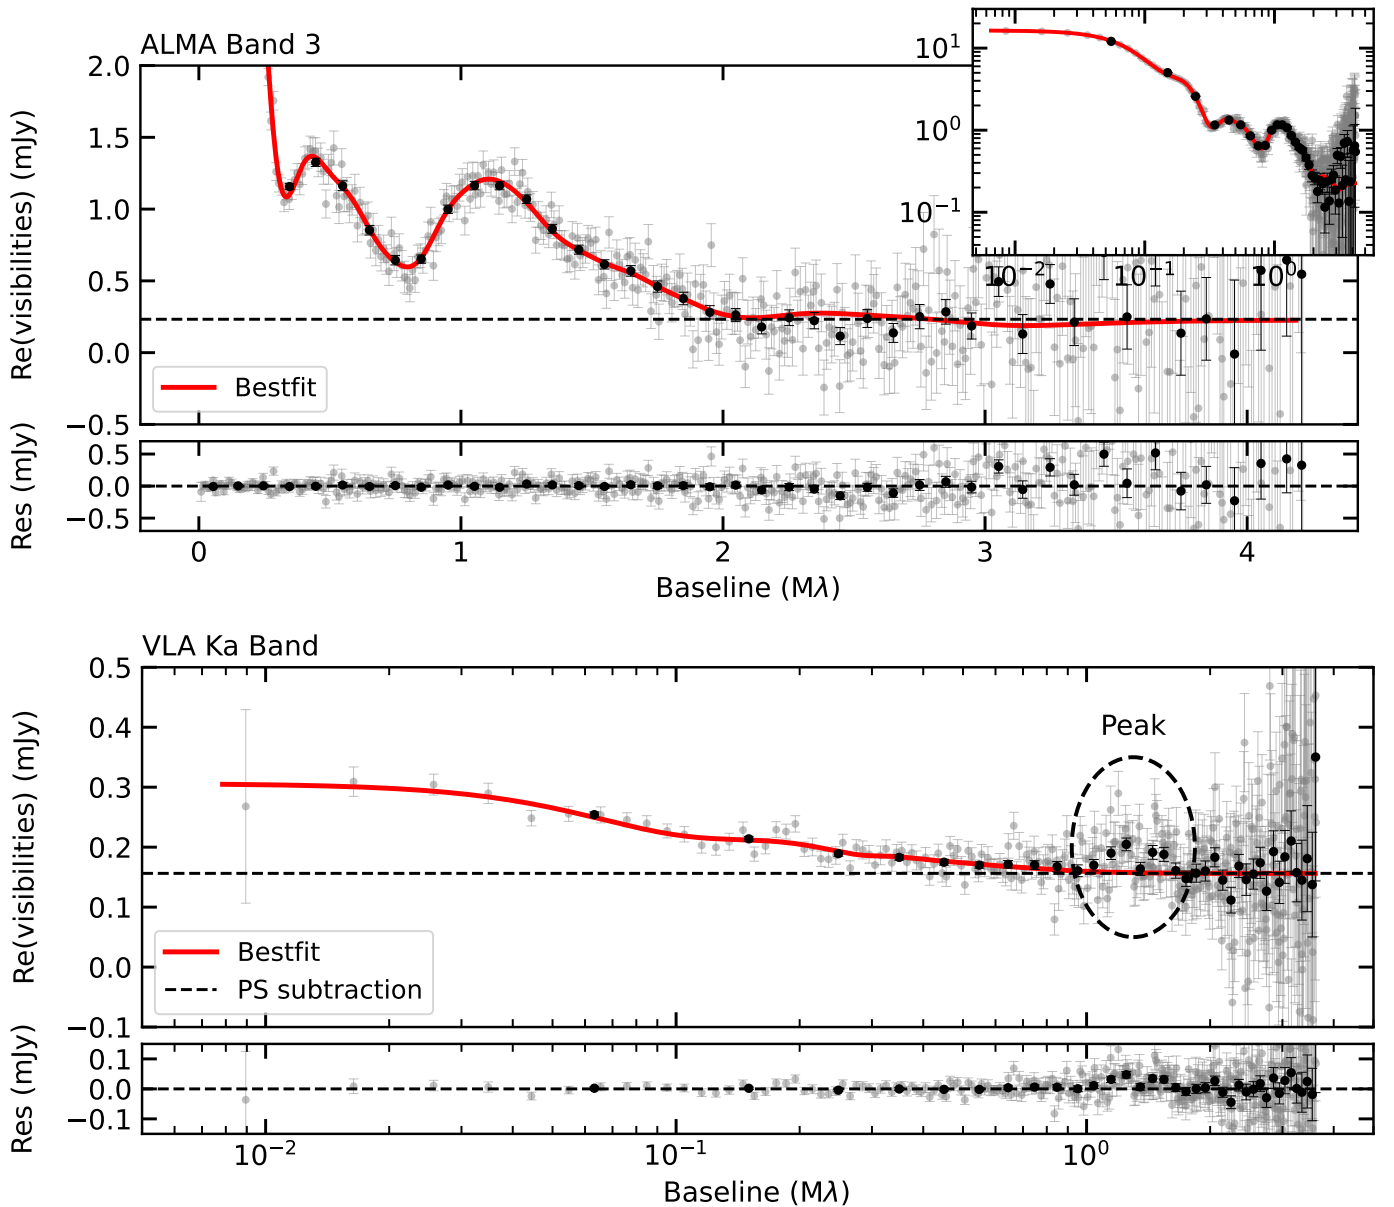 ALMA Band 3
10¹
10⁰
10⁻¹
10⁻² 10⁻¹ 10⁰
Re(visibilities) (mJy)
2.0
1.5
1.0
0.5
0.0
−0.5
Bestfit
Res (mJy)
0.5
0.0
−0.5
0 1 2 3 4
Baseline (Mλ)
VLA Ka Band
Re(visibilities) (mJy)
0.5
0.4
0.3
0.2
0.1
0.0
−0.1
Peak
Bestfit
PS subtraction
Res (mJy)
0.1
0.0
−0.1
10⁻² 10⁻¹ 10⁰
Baseline (Mλ)